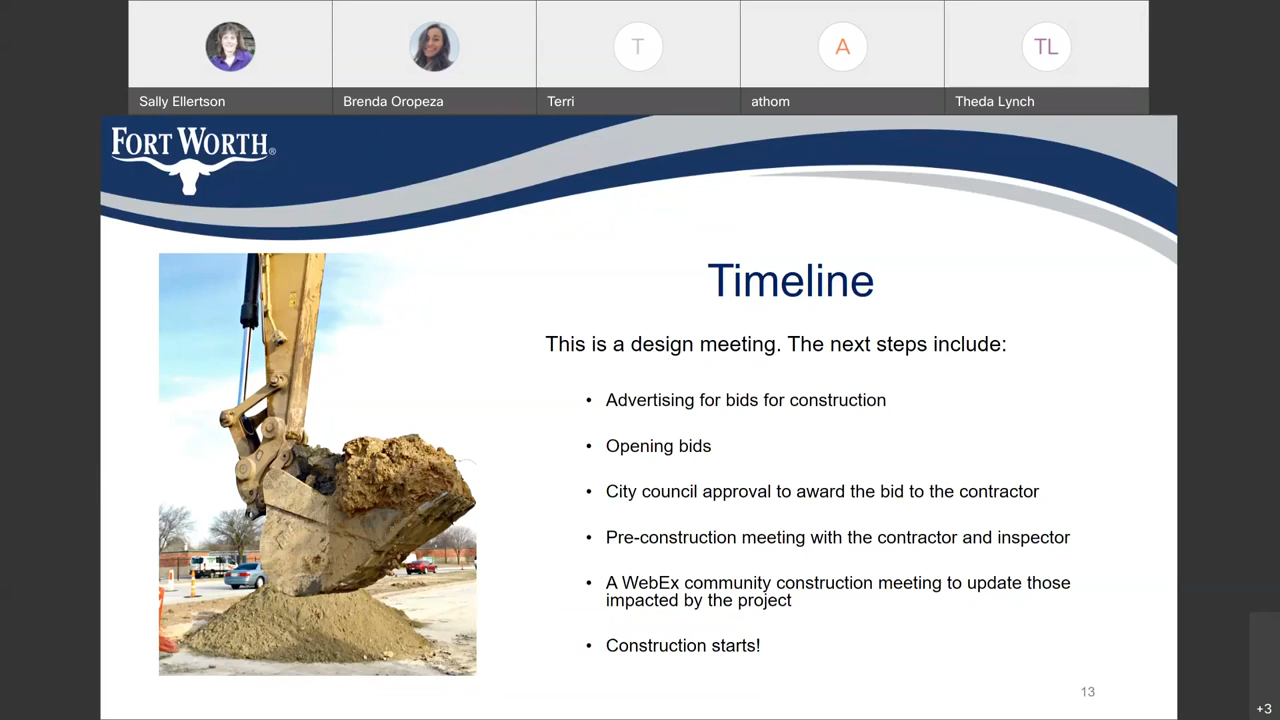 T
A
TL
Sally Ellertson
Brenda Oropeza
Terri
athom
Theda Lynch
FORT WORTH®
Timeline
This is a design meeting. The next steps include:
• Advertising for bids for construction
• Opening bids
• City council approval to award the bid to the contractor
• Pre-construction meeting with the contractor and inspector
• A WebEx community construction meeting to update those
impacted by the project
• Construction starts!
13
+3